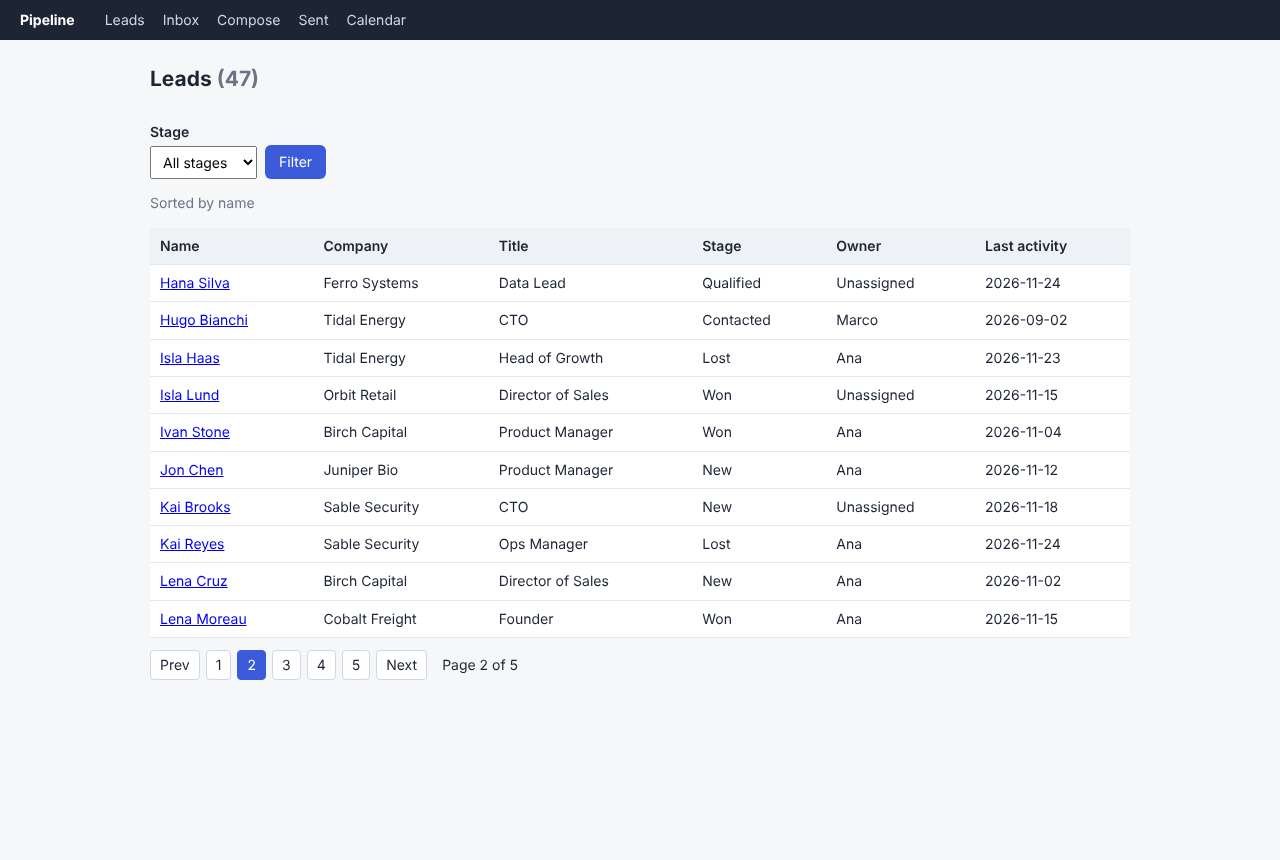 Pipeline Leads Inbox Compose Sent Calendar
Leads (47)
Stage
All stages Filter
Sorted by name
Name Company Title Stage Owner Last activity
Hana Silva Ferro Systems Data Lead Qualified Unassigned 2026-11-24
Hugo Bianchi Tidal Energy CTO Contacted Marco 2026-09-02
Isla Haas Tidal Energy Head of Growth Lost Ana 2026-11-23
Isla Lund Orbit Retail Director of Sales Won Unassigned 2026-11-15
Ivan Stone Birch Capital Product Manager Won Ana 2026-11-04
Jon Chen Juniper Bio Product Manager New Ana 2026-11-12
Kai Brooks Sable Security CTO New Unassigned 2026-11-18
Kai Reyes Sable Security Ops Manager Lost Ana 2026-11-24
Lena Cruz Birch Capital Director of Sales New Ana 2026-11-02
Lena Moreau Cobalt Freight Founder Won Ana 2026-11-15
Prev 1 2 3 4 5 Next Page 2 of 5